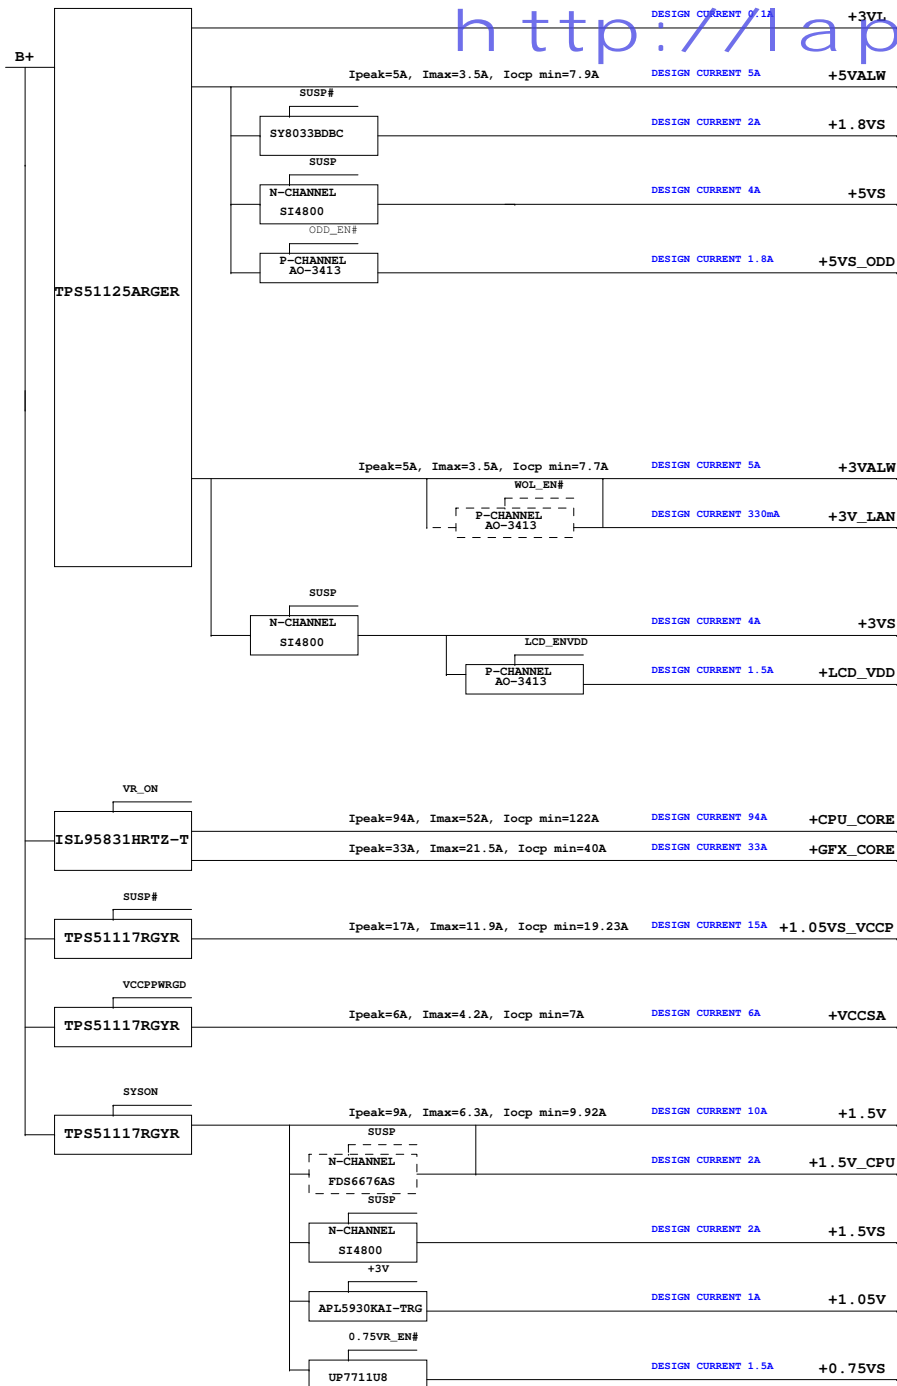 DESIGN CURRENT 0.1A +3VL
http://lap
B+
Ipeak=5A, Imax=3.5A, Iocp min=7.9A DESIGN CURRENT 5A +5VALW
SUSP#
SY8033BDBC DESIGN CURRENT 2A +1.8VS
SUSP
N-CHANNEL DESIGN CURRENT 4A +5VS
SI4800
ODD_EN#
P-CHANNEL DESIGN CURRENT 1.8A +5VS_ODD
AO-3413
TPS51125ARGER
Ipeak=5A, Imax=3.5A, Iocp min=7.7A DESIGN CURRENT 5A +3VALW
WOL_EN#
P-CHANNEL DESIGN CURRENT 330mA +3V_LAN
AO-3413
SUSP
N-CHANNEL DESIGN CURRENT 4A +3VS
SI4800
LCD_ENVDD
P-CHANNEL DESIGN CURRENT 1.5A +LCD_VDD
AO-3413
VR_ON
Ipeak=94A, Imax=52A, Iocp min=122A DESIGN CURRENT 94A +CPU_CORE
ISL95831HRTZ-T
Ipeak=33A, Imax=21.5A, Iocp min=40A DESIGN CURRENT 33A +GFX_CORE
SUSP#
Ipeak=17A, Imax=11.9A, Iocp min=19.23A DESIGN CURRENT 15A +1.05VS_VCCP
TPS51117RGYR
VCCPPWRGD
Ipeak=6A, Imax=4.2A, Iocp min=7A DESIGN CURRENT 6A +VCCSA
TPS51117RGYR
SYSON
Ipeak=9A, Imax=6.3A, Iocp min=9.92A DESIGN CURRENT 10A +1.5V
TPS51117RGYR
SUSP
N-CHANNEL DESIGN CURRENT 2A +1.5V_CPU
FDS6676AS
SUSP
N-CHANNEL DESIGN CURRENT 2A +1.5VS
SI4800
+3V
APL5930KAI-TRG DESIGN CURRENT 1A +1.05V
0.75VR_EN#
UP7711U8 DESIGN CURRENT 1.5A +0.75VS